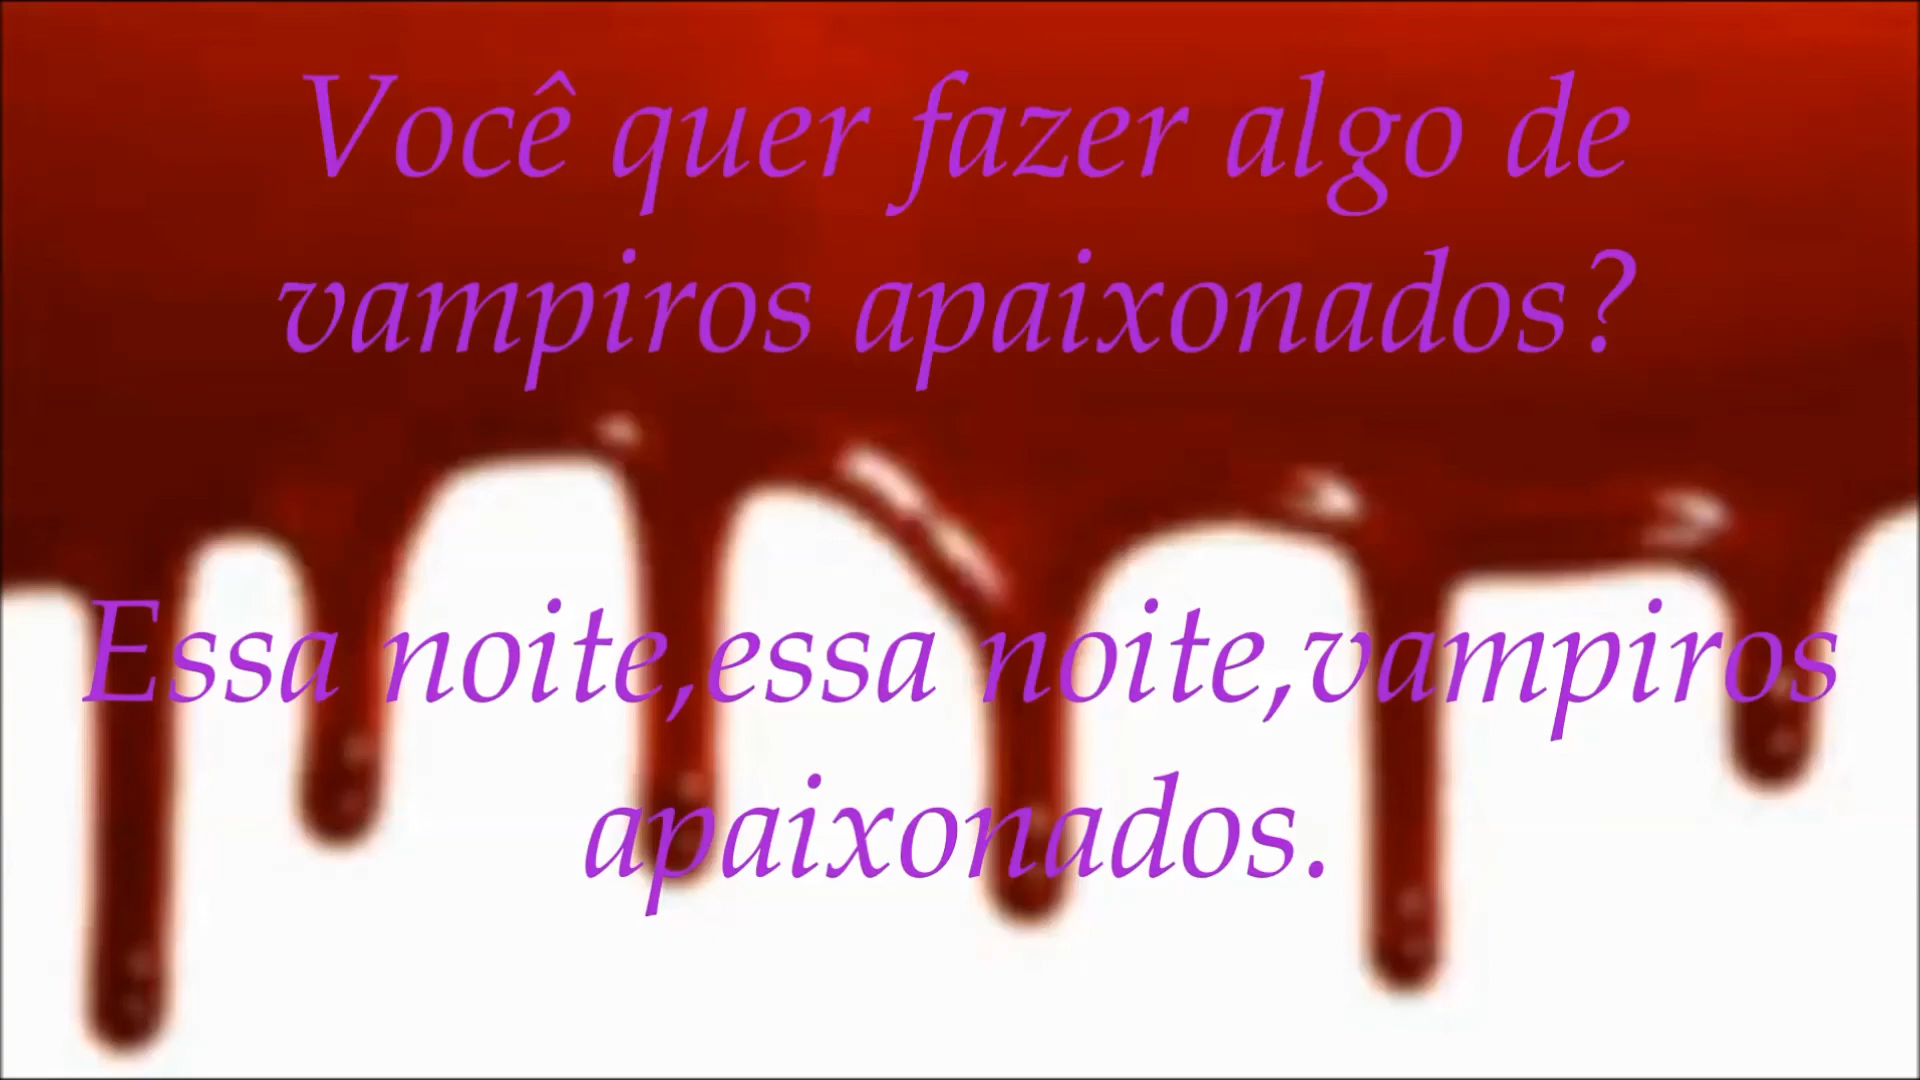 Você quer fazer algo de
vampiros apaixonados?
Essa noite,essa noite,vampiros
apaixonados.